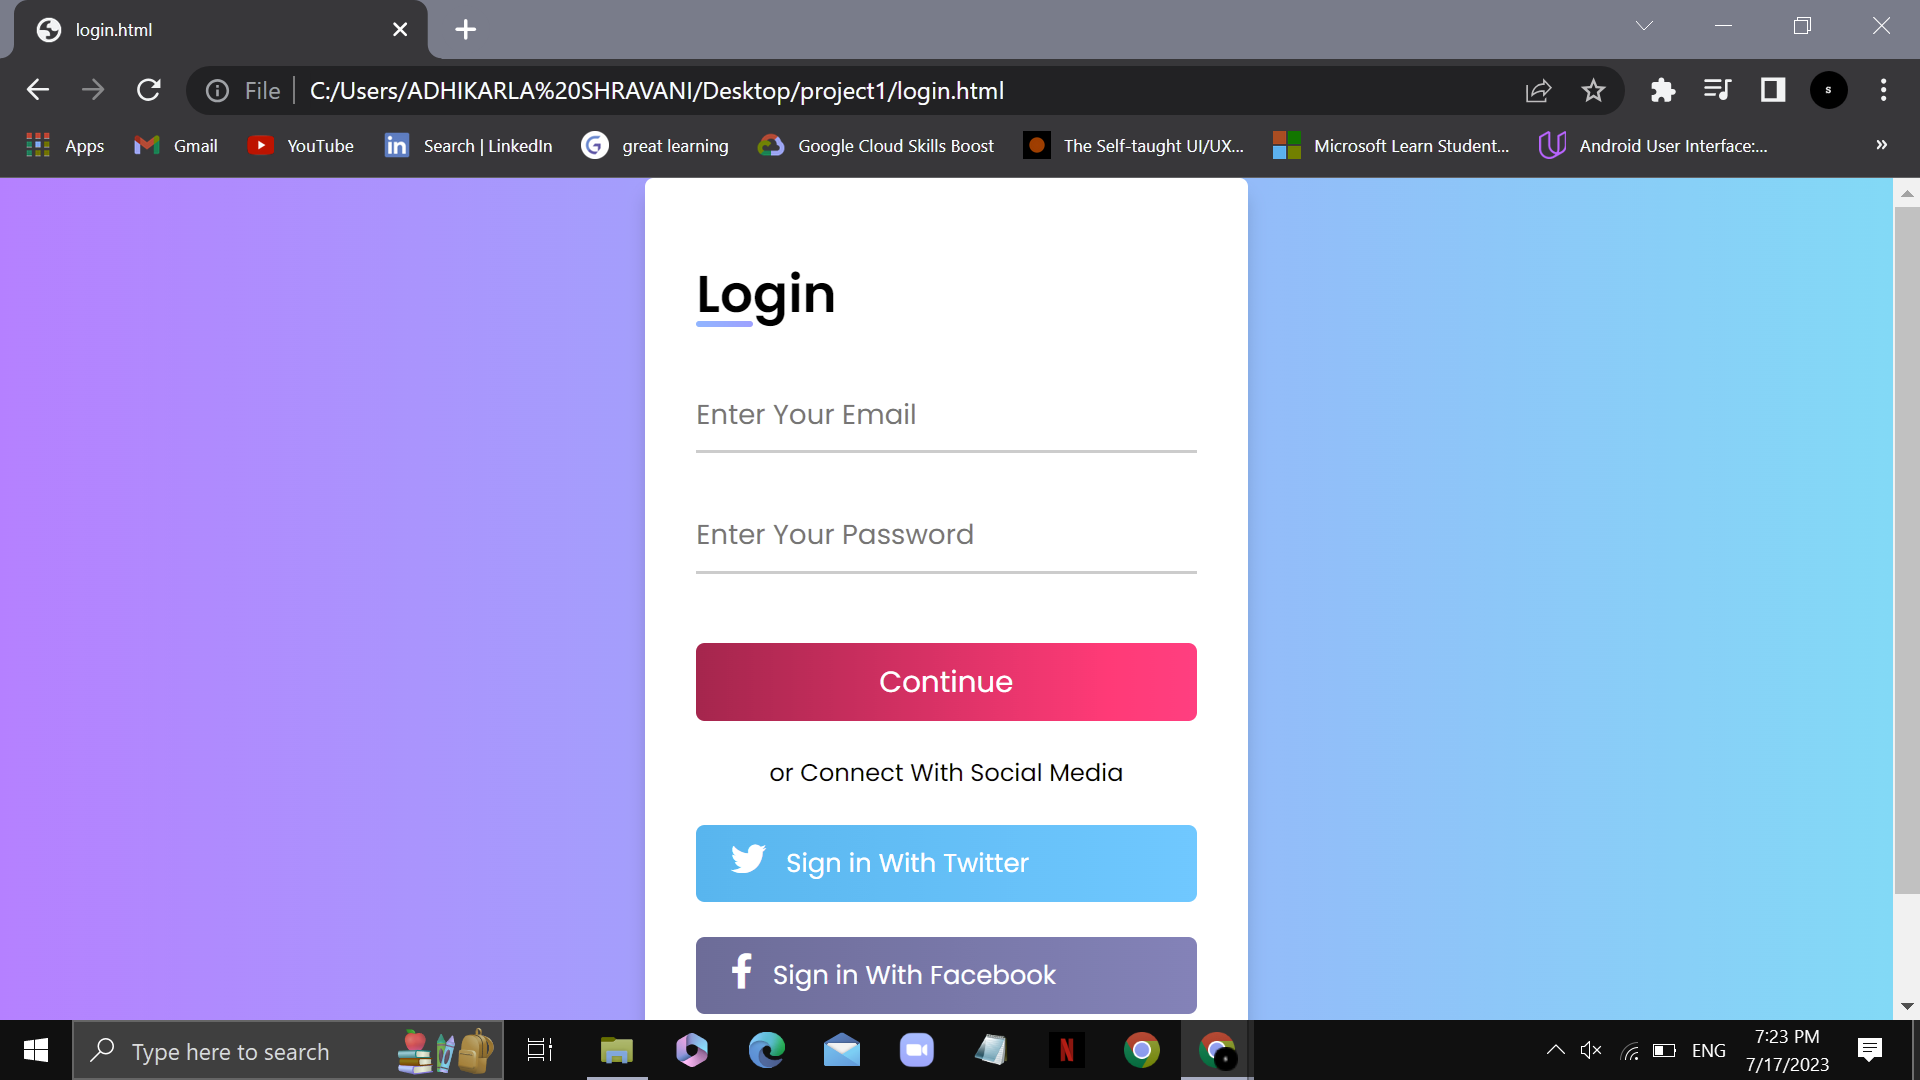 login.html
File C:/Users/ADHIKARLA%20SHRAVANI/Desktop/project1/login.html
s
Apps Gmail YouTube Search | LinkedIn great learning Google Cloud Skills Boost The Self-taught UI/UX... Microsoft Learn Student... Android User Interface:... »
Login
Enter Your Email
Enter Your Password
Continue
or Connect With Social Media
Sign in With Twitter
Sign in With Facebook
Type here to search
ENG
7:23 PM
7/17/2023